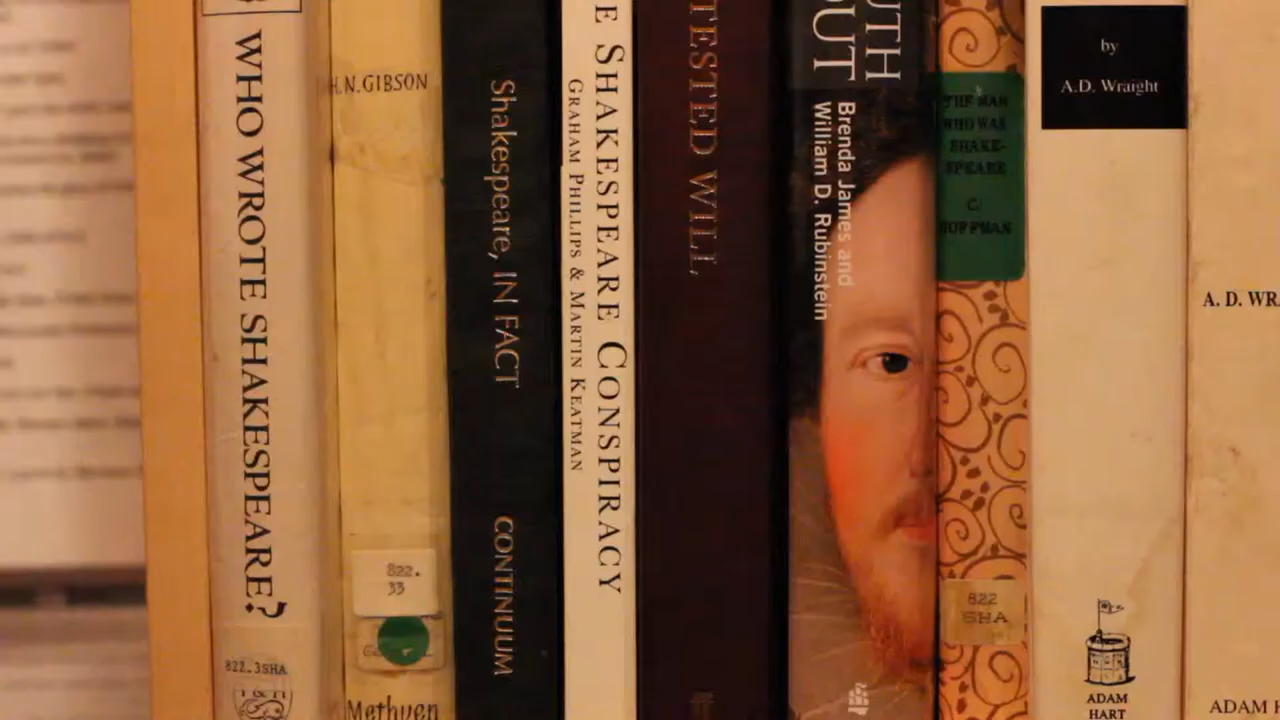 WHO WROTE SHAKESPEARE?
822.3SHA
T&H
H.N.GIBSON
822.
33
Methuen
Shakespeare, IN FACT
CONTINUUM
E SHAKESPEARE CONSPIRACY
GRAHAM PHILLIPS & MARTIN KEATMAN
TESTED WILL
UTH
OUT
Brenda James and
William D. Rubinstein
THE MAN
WHO WAS
SHAKE-
SPEARE
C.
HOFFMAN
822
SHA
by
A.D. Wraight
ADAM
HART
A. D. WRA
ADAM H